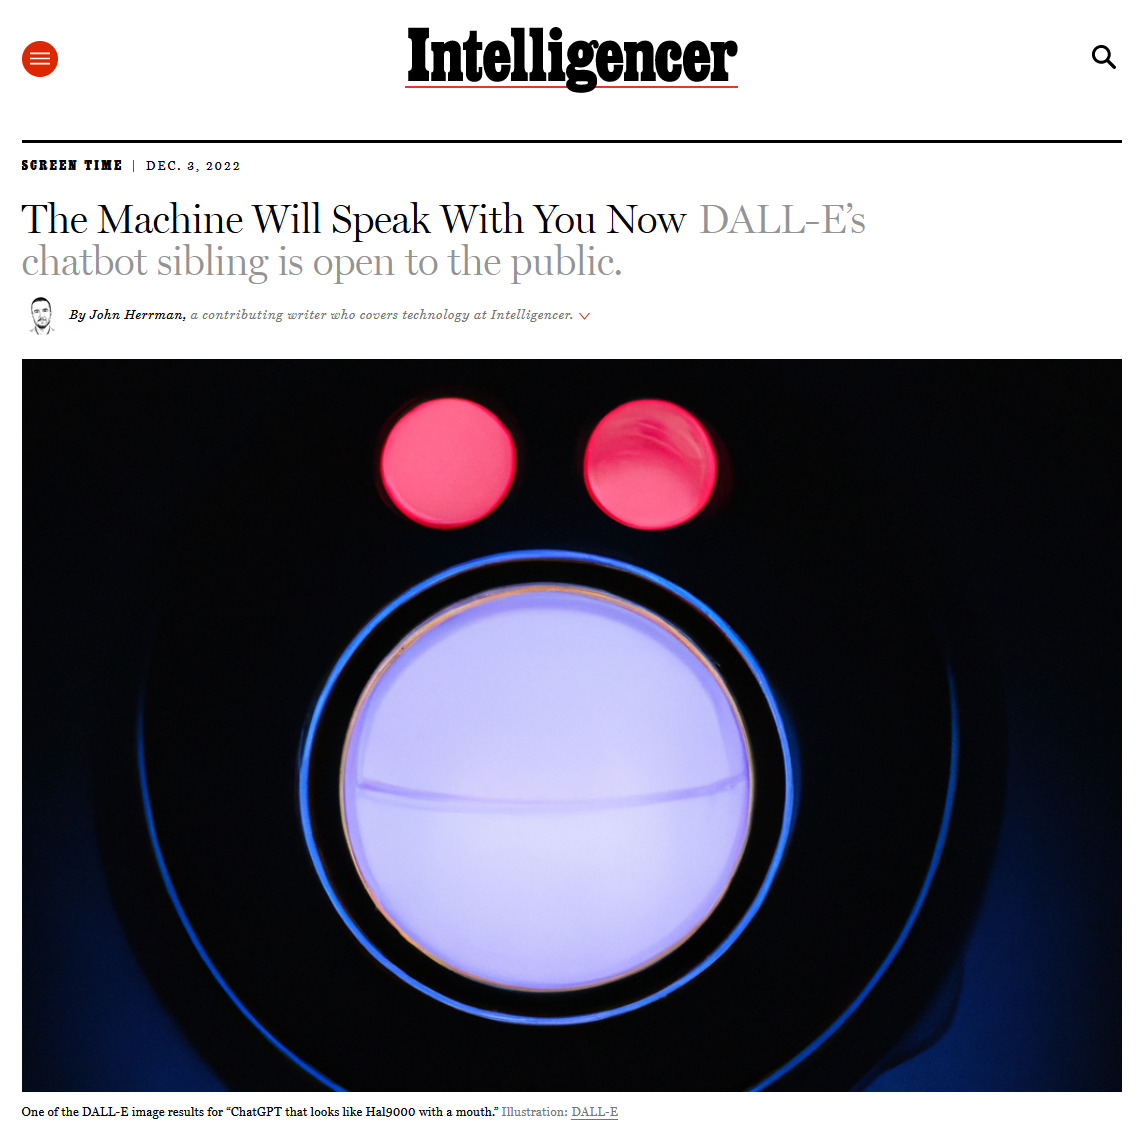 Intelligencer
SCREEN TIME | DEC. 3, 2022
The Machine Will Speak With You Now DALL-E’s
chatbot sibling is open to the public.
By John Herrman, a contributing writer who covers technology at Intelligencer.
One of the DALL-E image results for “ChatGPT that looks like Hal9000 with a mouth.” Illustration: DALL-E